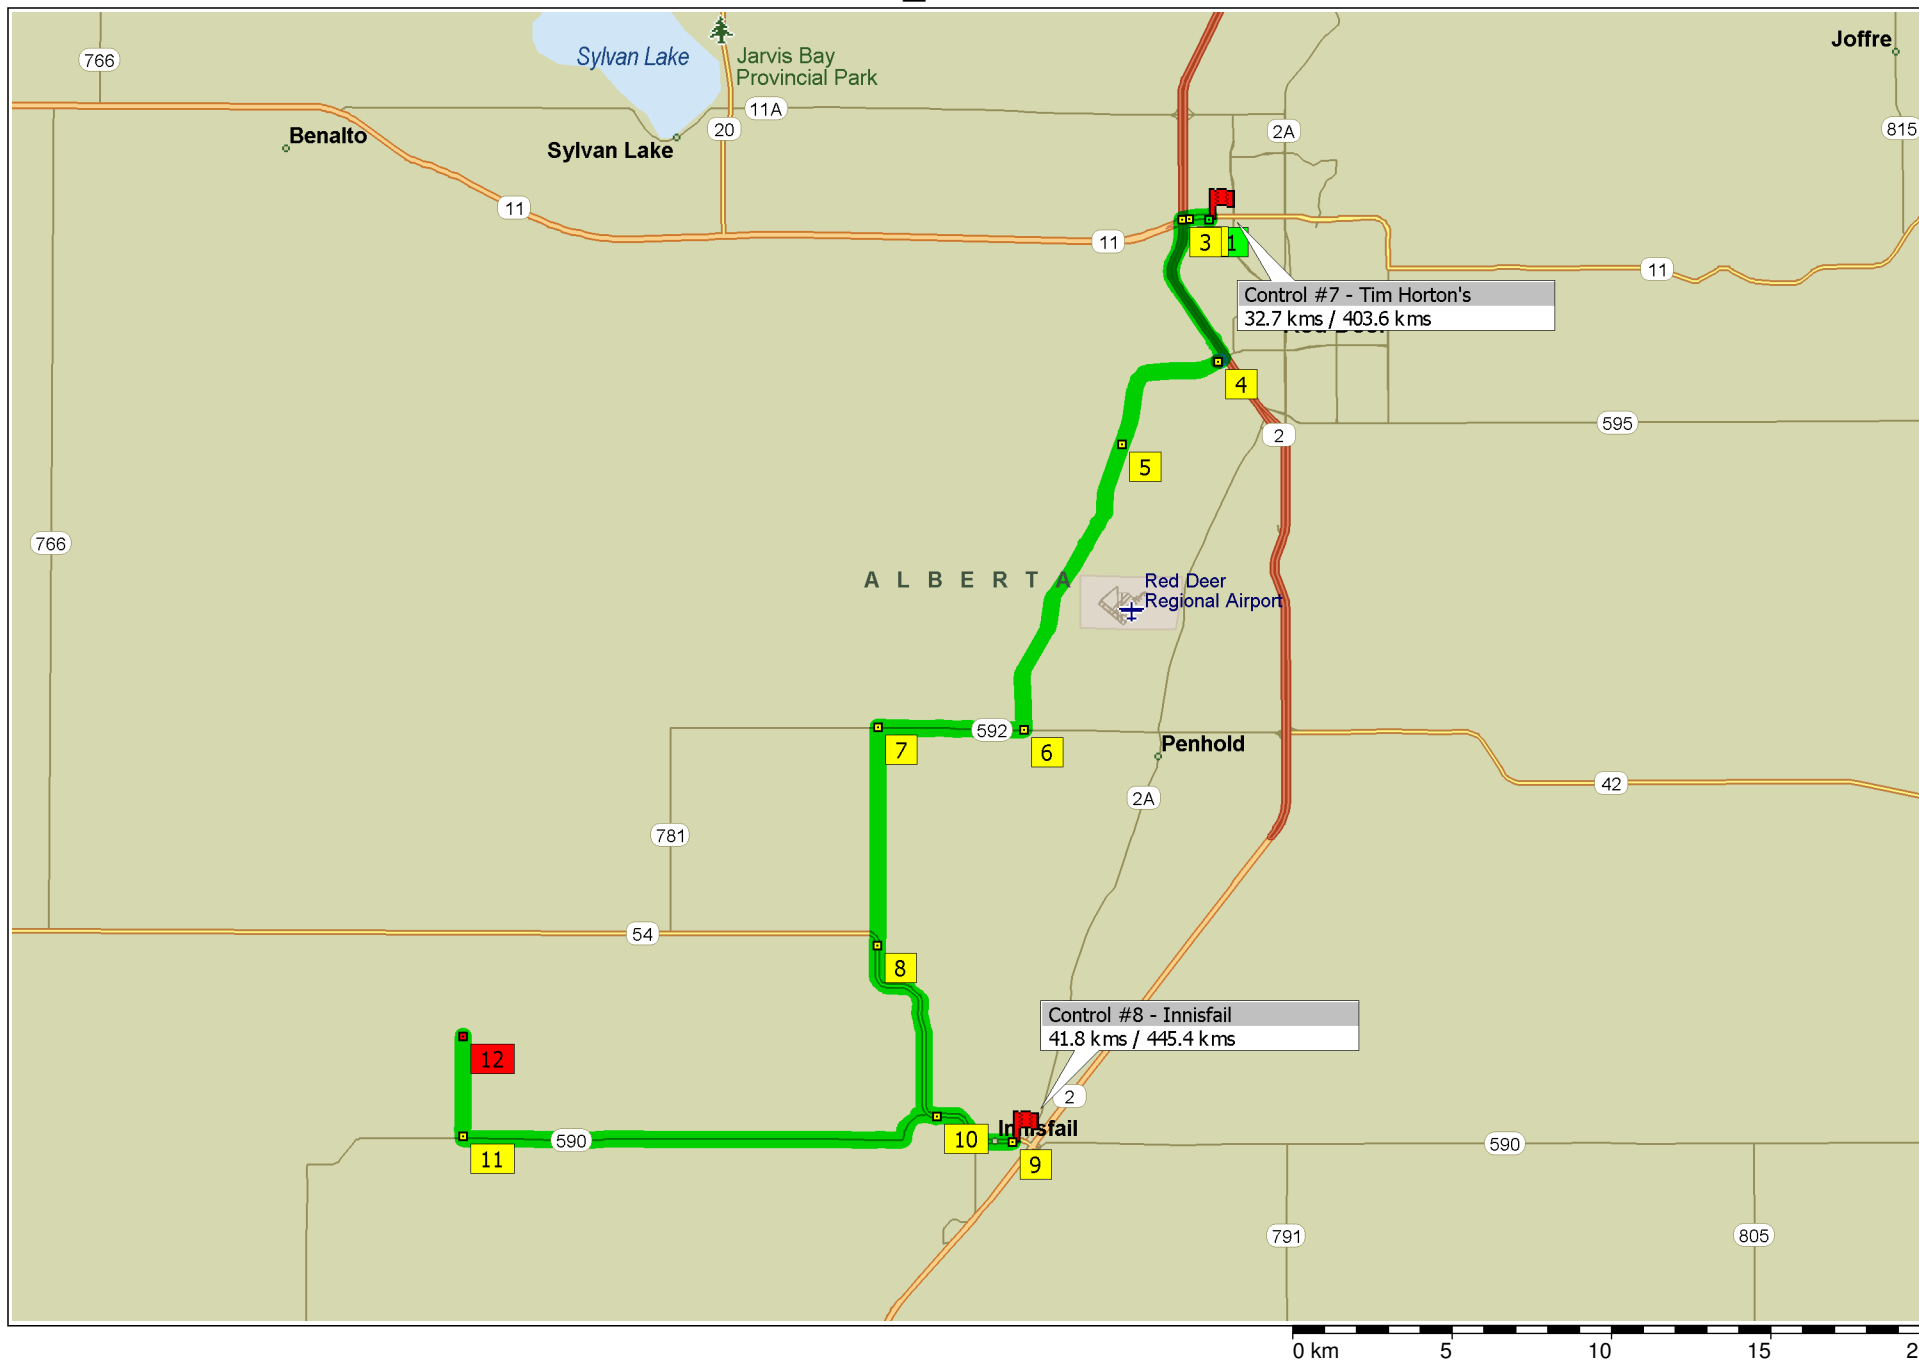 Joffre
766
Sylvan Lake
Jarvis Bay
Provincial Park
11A
20
2A
815
Benalto
Sylvan Lake
11
11
3
1
11
Control #7 - Tim Horton's
32.7 kms / 403.6 kms
4
595
2
5
766
ALBERTA
Red Deer
Regional Airport
592
6
7
Penhold
42
2A
781
54
8
Control #8 - Innisfail
41.8 kms / 445.4 kms
12
2
Innisfail
590
10
590
11
9
791
805
0 km
5
10
15
2